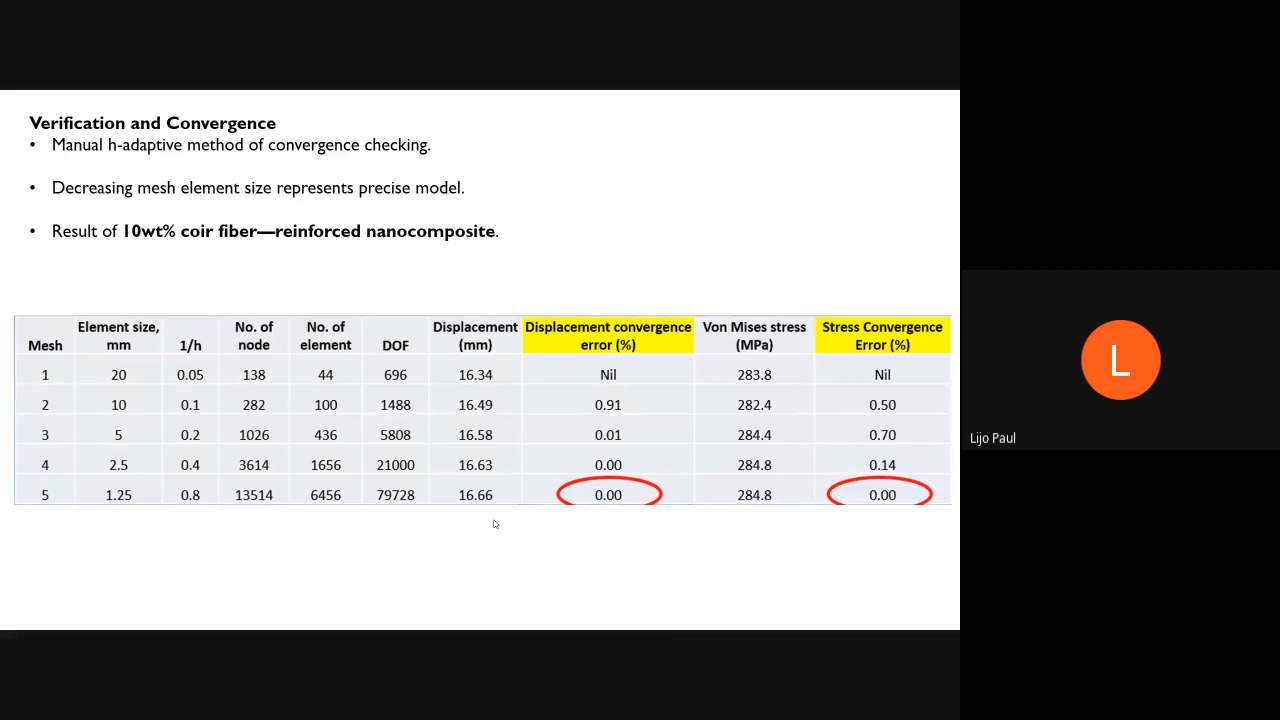 Verification and Convergence
• Manual h-adaptive method of convergence checking.
• Decreasing mesh element size represents precise model.
• Result of 10wt% coir fiber—reinforced nanocomposite.
Mesh Element size, mm 1/h No. of node No. of element DOF Displacement (mm) Displacement convergence error (%) Von Mises stress (MPa) Stress Convergence Error (%)
1 20 0.05 138 44 696 16.34 Nil 283.8 Nil
2 10 0.1 282 100 1488 16.49 0.91 282.4 0.50
3 5 0.2 1026 436 5808 16.58 0.01 284.4 0.70
4 2.5 0.4 3614 1656 21000 16.63 0.00 284.8 0.14
5 1.25 0.8 13514 6456 79728 16.66 0.00 284.8 0.00
L
Lijo Paul